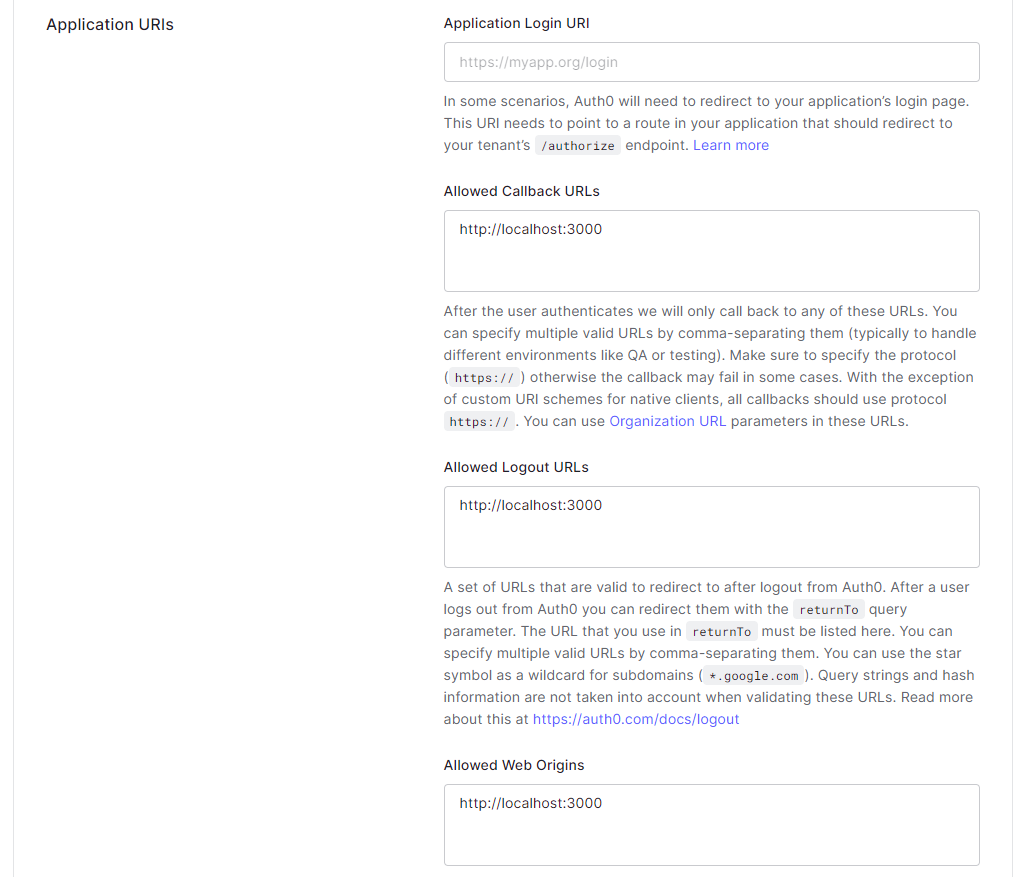 Application URIs
Application Login URI
https://myapp.org/login
In some scenarios, Auth0 will need to redirect to your application’s login page.
This URI needs to point to a route in your application that should redirect to
your tenant’s /authorize endpoint. Learn more
Allowed Callback URLs
http://localhost:3000
After the user authenticates we will only call back to any of these URLs. You
can specify multiple valid URLs by comma-separating them (typically to handle
different environments like QA or testing). Make sure to specify the protocol
( https:// ) otherwise the callback may fail in some cases. With the exception
of custom URI schemes for native clients, all callbacks should use protocol
https:// . You can use Organization URL parameters in these URLs.
Allowed Logout URLs
http://localhost:3000
A set of URLs that are valid to redirect to after logout from Auth0. After a user
logs out from Auth0 you can redirect them with the returnTo query
parameter. The URL that you use in returnTo must be listed here. You can
specify multiple valid URLs by comma-separating them. You can use the star
symbol as a wildcard for subdomains ( *.google.com ). Query strings and hash
information are not taken into account when validating these URLs. Read more
about this at https://auth0.com/docs/logout
Allowed Web Origins
http://localhost:3000